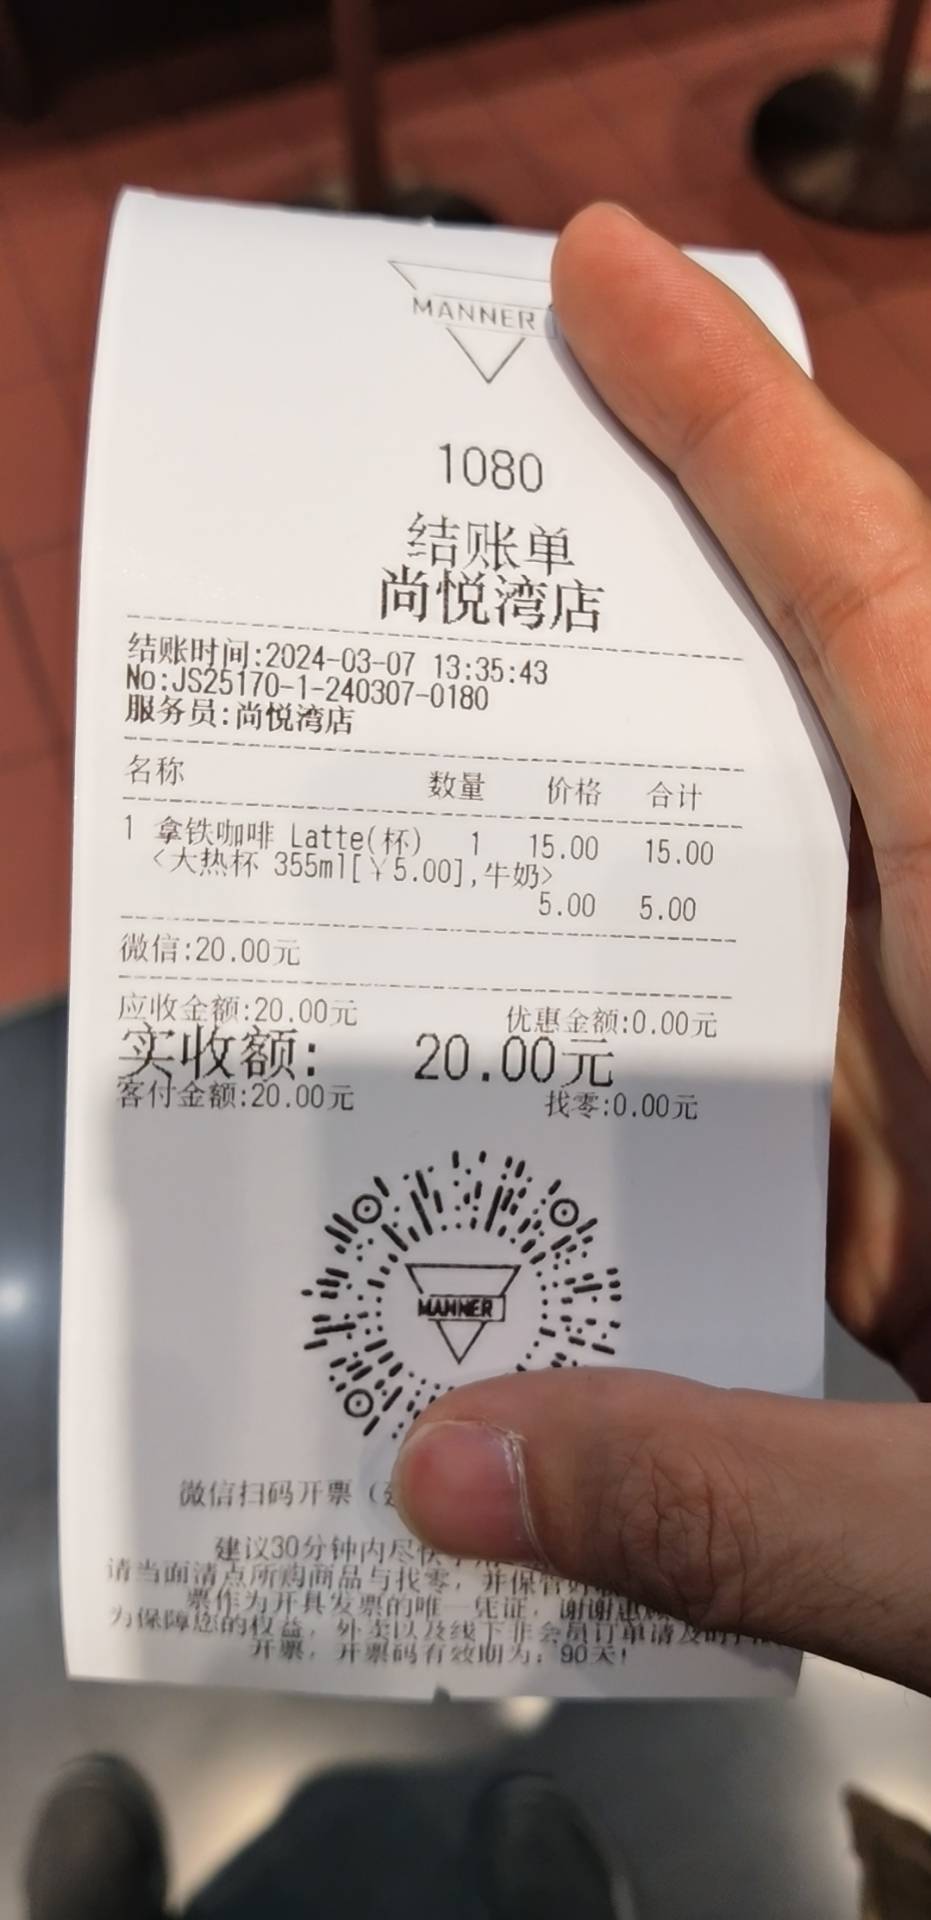 MANNER
1080
结账单
尚悦湾店
结账时间:2024-03-07 13:35:43
No:JS25170-1-240307-0180
服务员:尚悦湾店
名称 数量 价格 合计
1 拿铁咖啡 Latte(杯) 1 15.00 15.00
<大热杯 355ml[¥5.00],牛奶>
5.00 5.00
微信:20.00元
应收金额:20.00元 优惠金额:0.00元
实收额: 20.00元
客付金额:20.00元 找零:0.00元
MANNER
微信扫码开票（
建议30分钟内尽快
请当面清点所购商品与找零，并保管好
票作为开具发票的唯一凭证，谢谢惠顾
为保障您的权益，外卖以及线下非会员订单请及时
开票，开票码有效期为：90天！